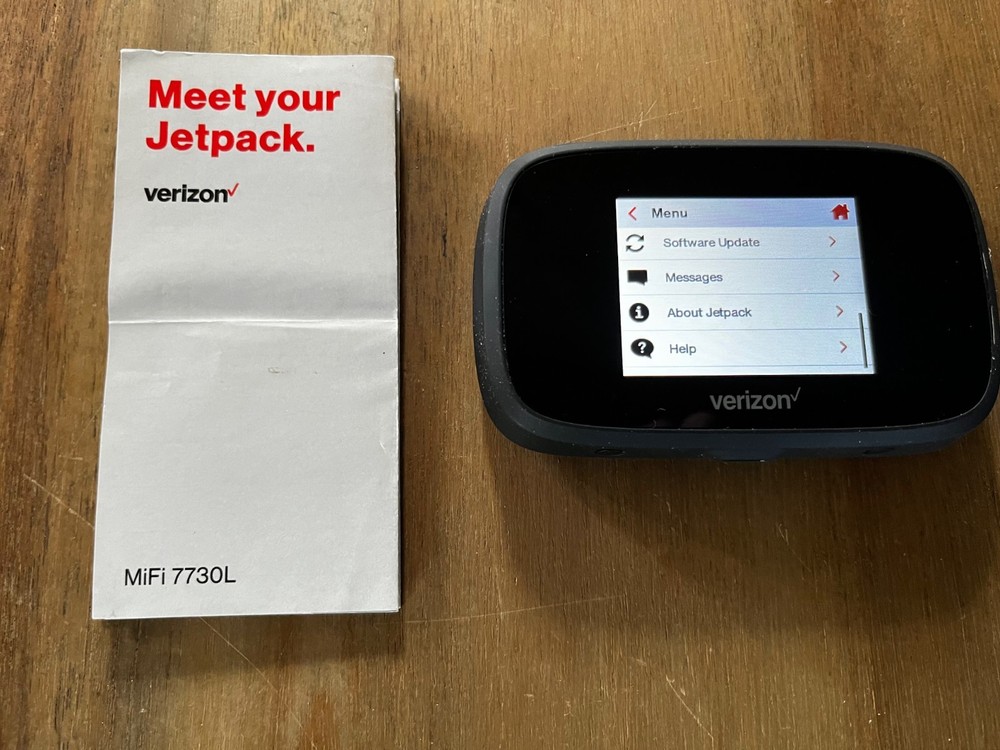 Meet your
Jetpack.
verizon
MiFi 7730L
Menu
Software Update
Messages
About Jetpack
Help
verizon